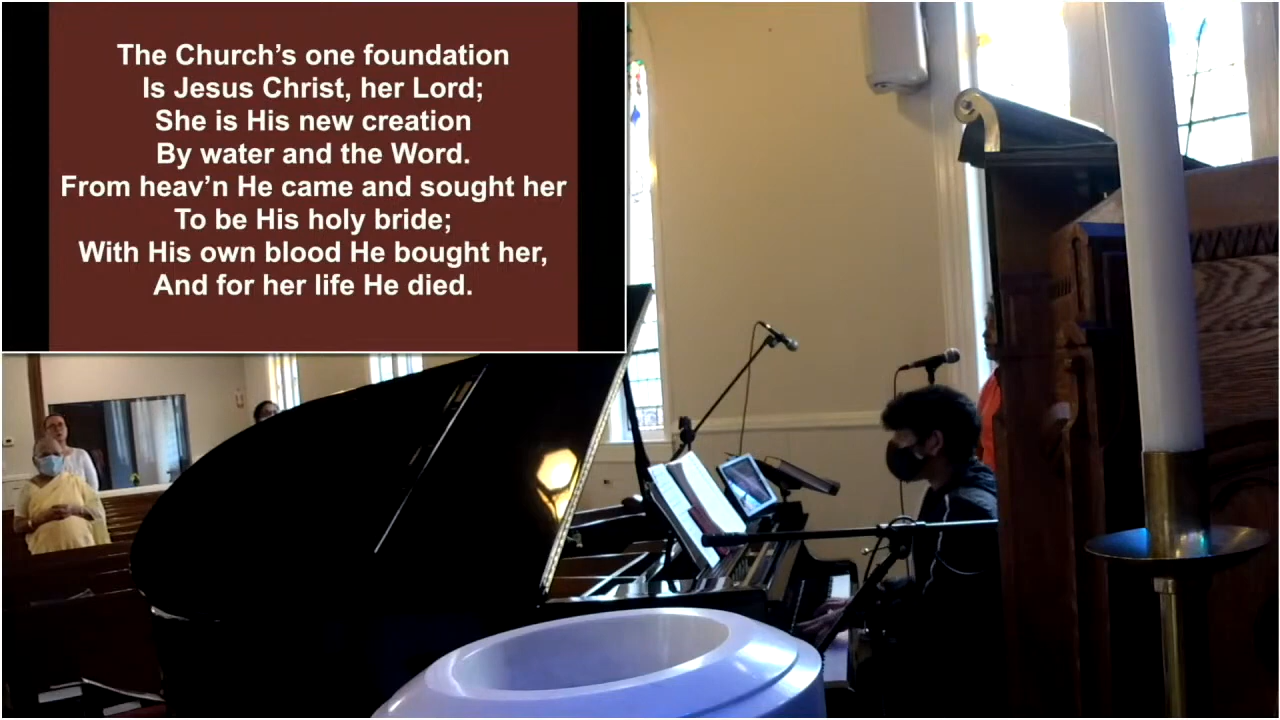 The Church’s one foundation
Is Jesus Christ, her Lord;
She is His new creation
By water and the Word.
From heav’n He came and sought her
To be His holy bride;
With His own blood He bought her,
And for her life He died.